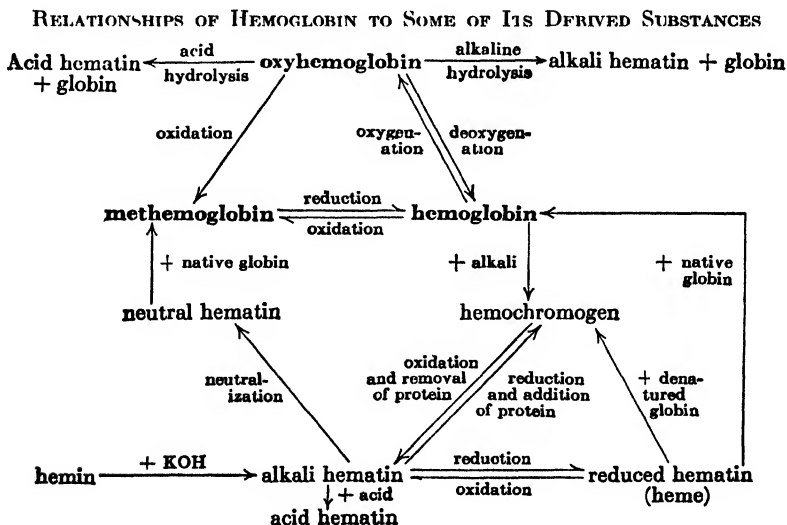 RELATIONSHIPS OF HEMOGLOBIN TO SOME OF ITS DERIVED SUBSTANCES
Acid hematin
+ globin
acid
hydrolysis
oxyhemoglobin
alkaline
hydrolysis
alkali hematin + globin
oxidation
oxygen-
ation
deoxygen-
ation
methemoglobin
reduction
oxidation
hemoglobin
+ native globin
+ alkali
+ native
globin
neutral hematin
hemochromogen
neutral-
ization
oxidation
and removal
of protein
reduction
and addition
of protein
+ dena-
tured
globin
hemin
+ KOH
alkali hematin
reduction
oxidation
reduced hematin
(heme)
+ acid
acid hematin